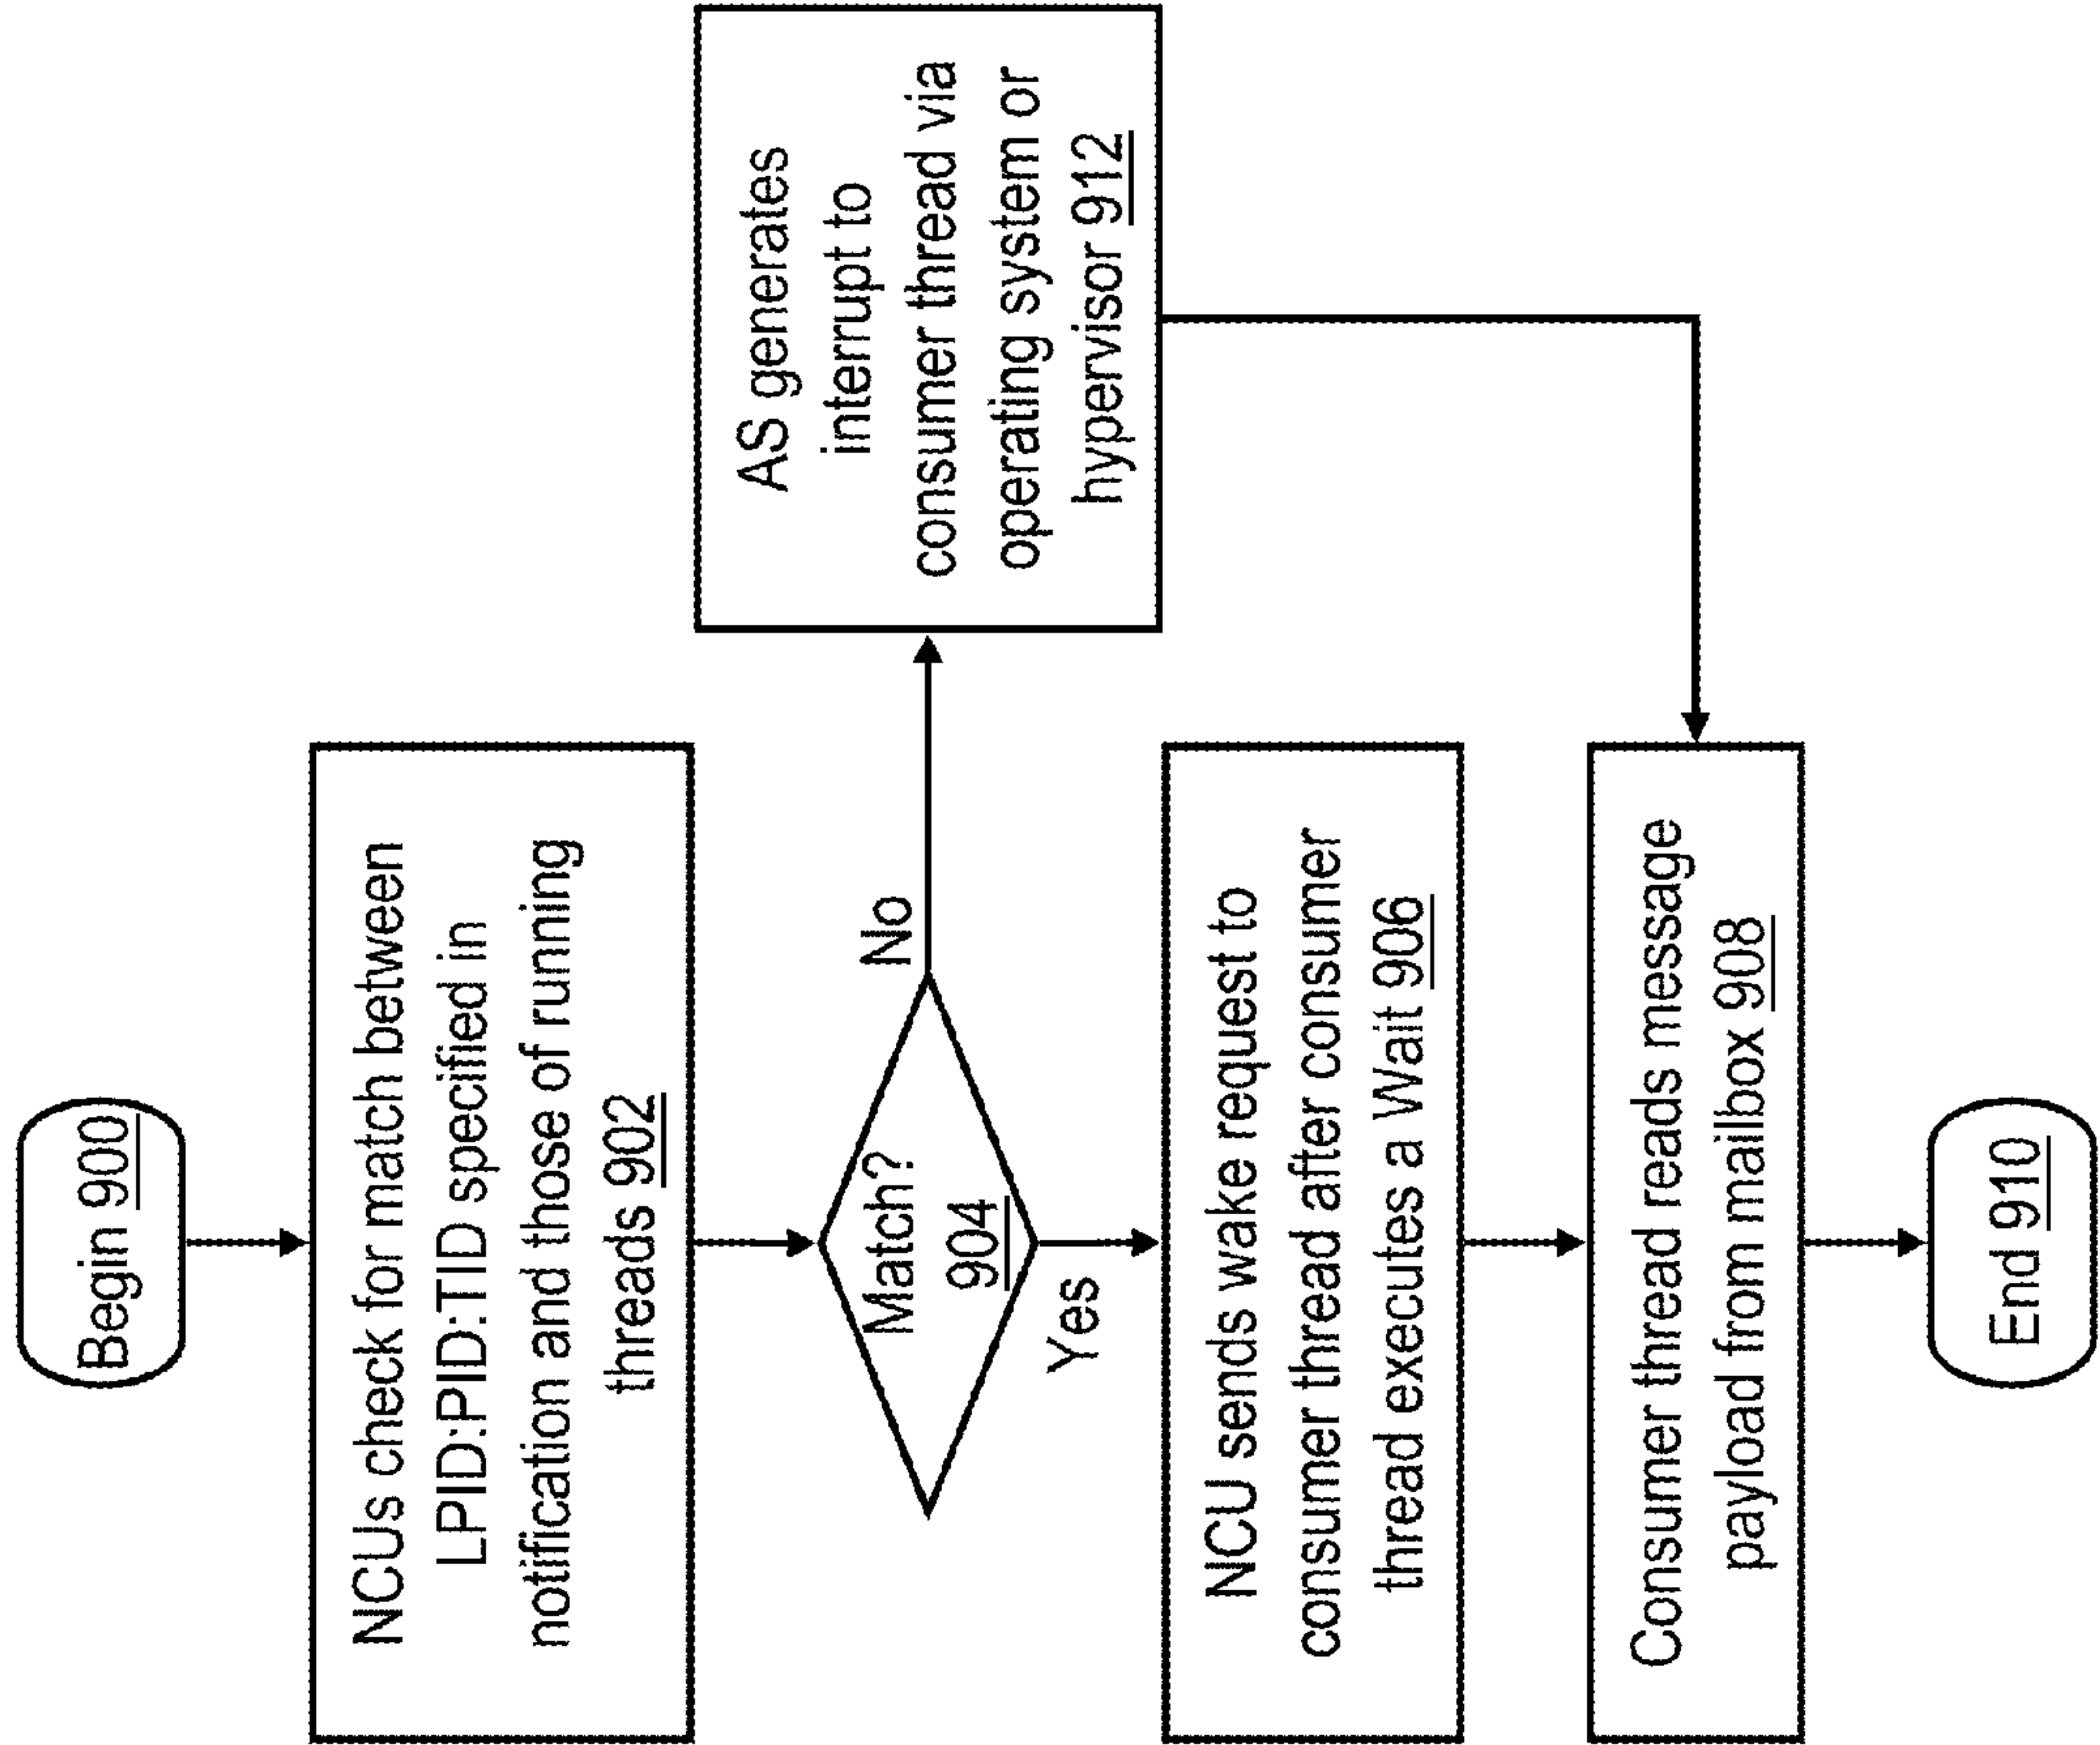 Begin 900
NCUs check for match between
LPID:PID:TID specified in
notification and those of running
threads 902
Match?
904
No
Yes
AS generates
interrupt to
consumer thread via
operating system or
hypervisor 912
NCU sends wake request to
consumer thread after consumer
thread executes a Wait 906
Consumer thread reads message
payload from mailbox 908
End 910